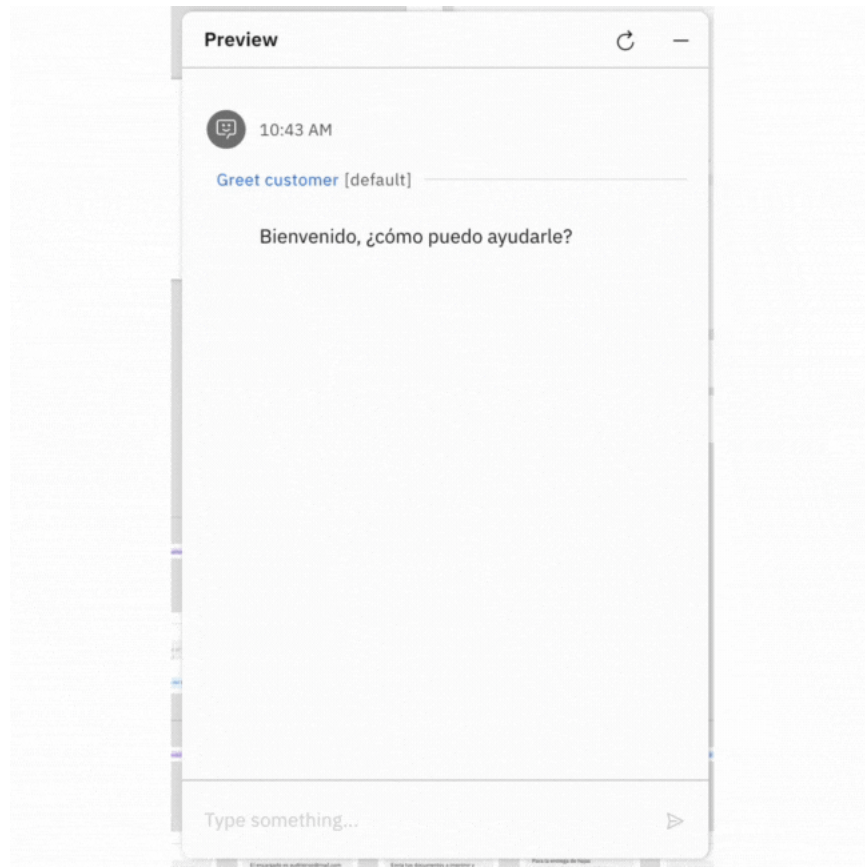 Preview
10:43 AM
Greet customer [default]
Bienvenido, ¿cómo puedo ayudarle?
Type something...